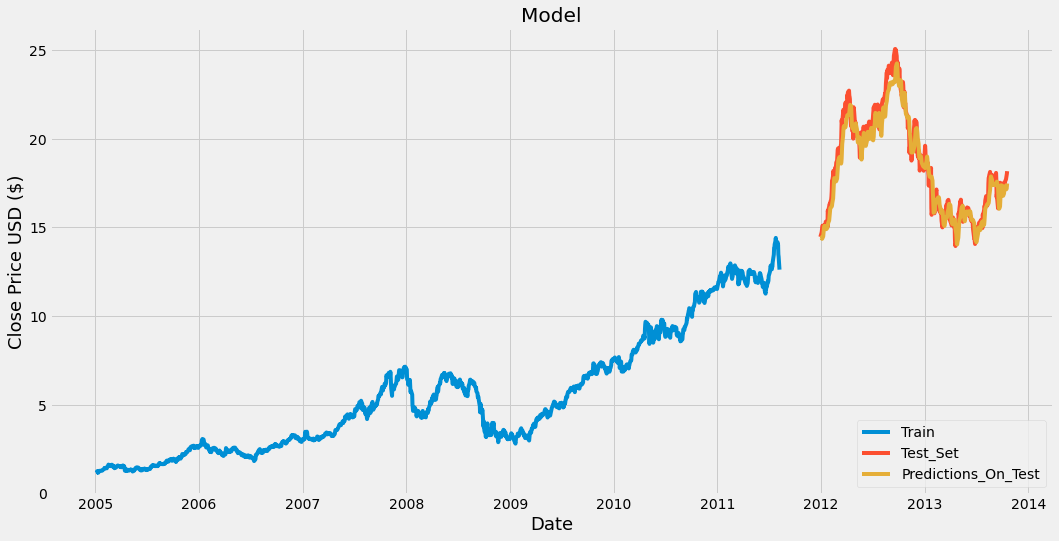 Model
Close Price USD ($)
25
20
15
10
5
0
2005 2006 2007 2008 2009 2010 2011 2012 2013 2014
Date
Train
Test_Set
Predictions_On_Test